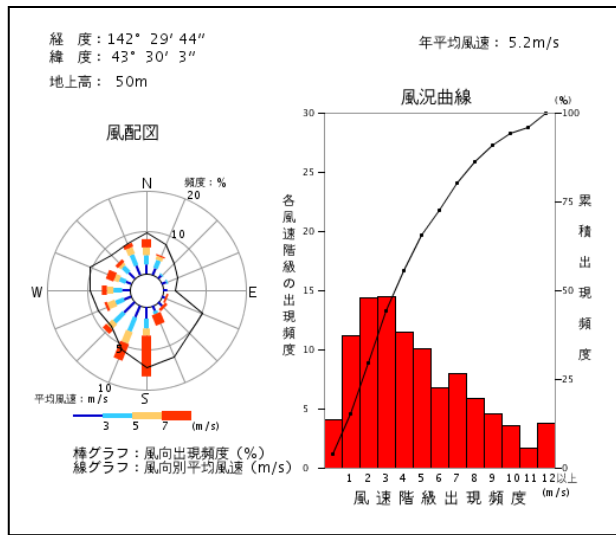 経 度：142° 29′ 44″
緯 度： 43° 30′ 3″
地上高： 50m
年平均風速：5.2m/s
風配図
N
頻度：%
20
10
W
E
5
10
S
平均風速：m/s
3 5 7 (m/s)
棒グラフ：風向出現頻度（%）
線グラフ：風向別平均風速（m/s）
風況曲線
(%)
各風速階級の出現頻度
30
25
20
15
10
5
0
100
75
50
25
0
累積出現頻度
1 2 3 4 5 6 7 8 9 10 11 12以上
(m/s)
風速階級出現頻度